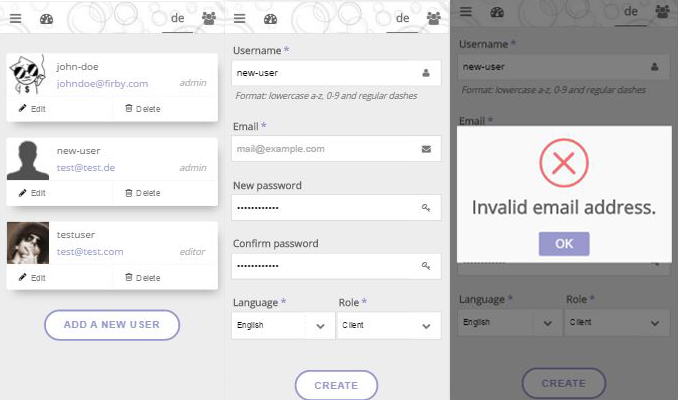 de
john-doe
johndoe@firby.com
admin
Edit
Delete
new-user
test@test.de
admin
Edit
Delete
testuser
test@test.com
editor
Edit
Delete
ADD A NEW USER
de
Username *
new-user
Format: lowercase a-z, 0-9 and regular dashes
Email *
mail@example.com
New password
••••••••••••
Confirm password
••••••••••••
Language *
Role *
English
Client
CREATE
de
Username *
new-user
Format: lowercase a-z, 0-9 and regular dashes
Email *
Invalid email address.
OK
••••••••••••
Language *
Role *
English
Client
CREATE